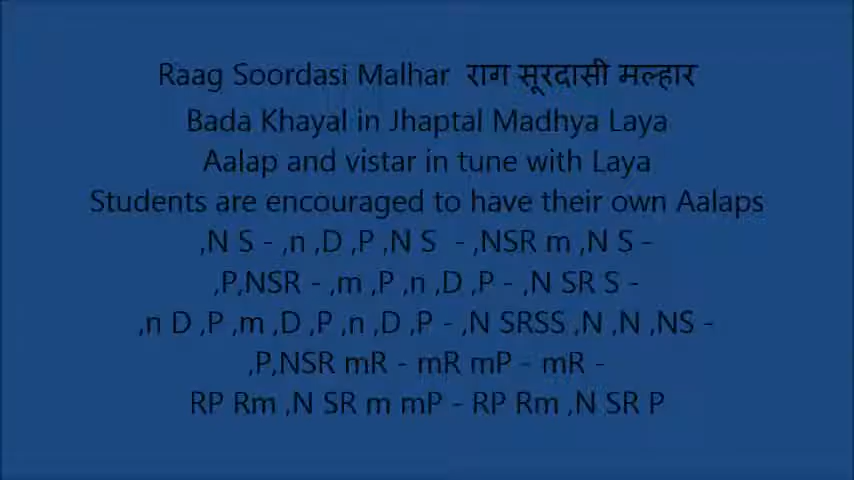 Raag Soordasi Malhar राग सूरदासी मल्हार
Bada Khayal in Jhaptal Madhya Laya
Aalap and vistar in tune with Laya
Students are encouraged to have their own Aalaps
,N S - ,n ,D ,P ,N S - ,NSR m ,N S -
,P,NSR - ,m ,P ,n ,D ,P - ,N SR S -
,n D ,P ,m ,D ,P ,n ,D ,P - ,N SRSS ,N ,N ,NS -
,P,NSR mR - mR mP - mR -
RP Rm ,N SR m mP - RP Rm ,N SR P